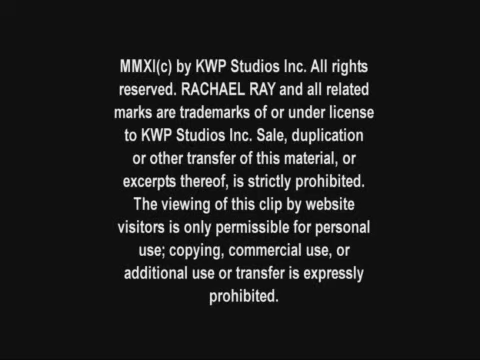 MMXI(c) by KWP Studios Inc. All rights
reserved. RACHAEL RAY and all related
marks are trademarks of or under license
to KWP Studios Inc. Sale, duplication
or other transfer of this material, or
excerpts thereof, is strictly prohibited.
The viewing of this clip by website
visitors is only permissible for personal
use; copying, commercial use, or
additional use or transfer is expressly
prohibited.